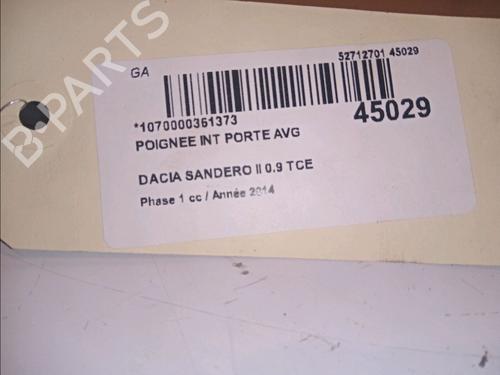 B-PARTS
GA
52712701 45029
*1070000361373
45029
POIGNEE INT PORTE AVG
DACIA SANDERO II 0.9 TCE
Phase 1 cc / Année 2014